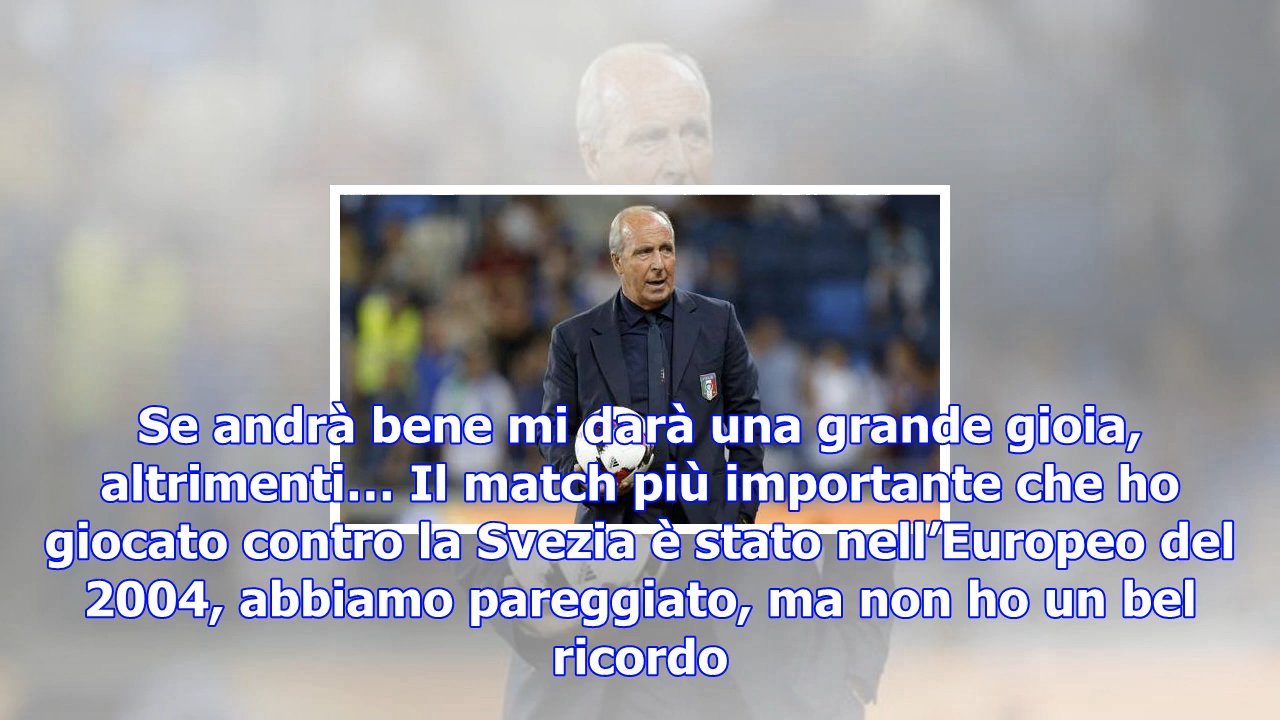 Se andrà bene mi darà una grande gioia,
altrimenti… Il match più importante che ho
giocato contro la Svezia è stato nell’Europeo del
2004, abbiamo pareggiato, ma non ho un bel
ricordo